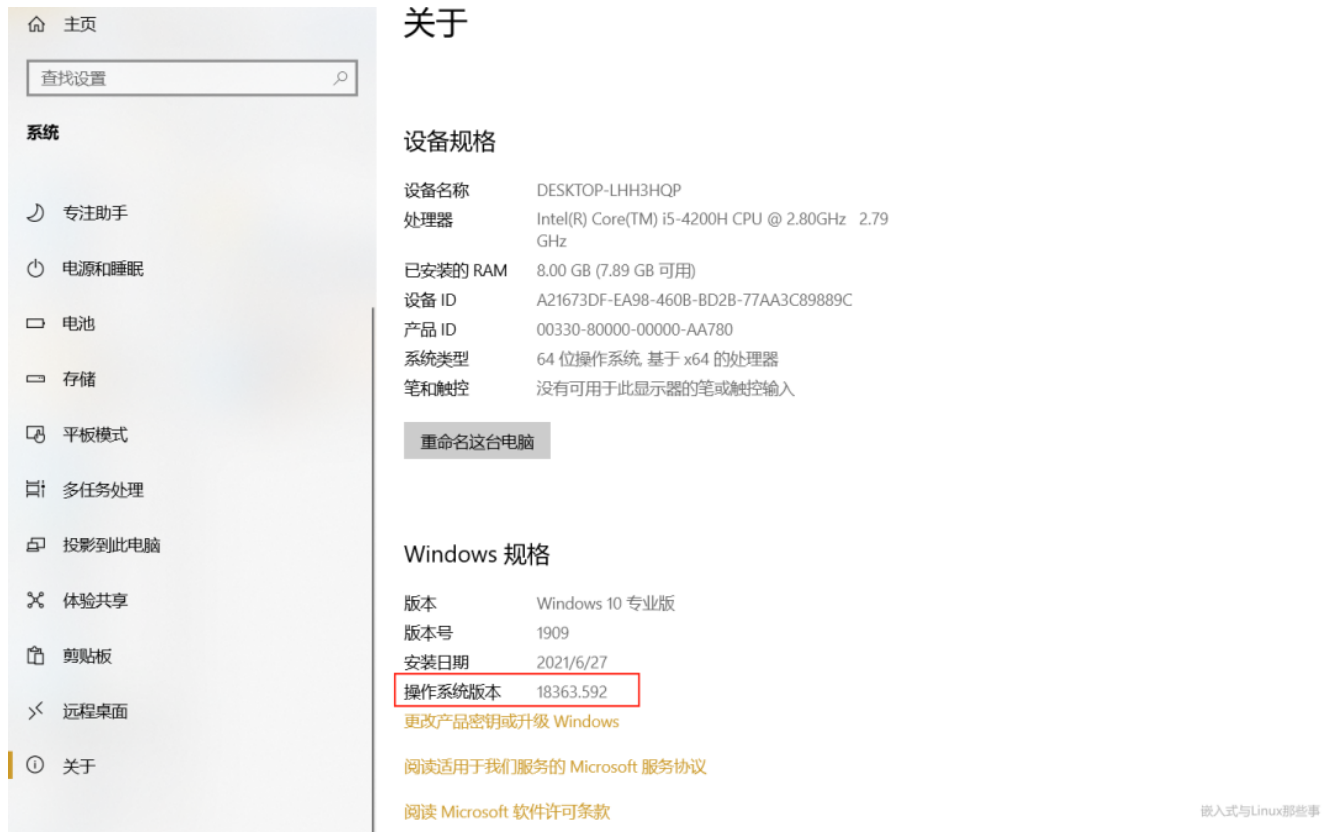 主页
查找设置
系统
专注助手
电源和睡眠
电池
存储
平板模式
多任务处理
投影到此电脑
体验共享
剪贴板
远程桌面
关于
关于
设备规格
设备名称 DESKTOP-LHH3HQP
处理器 Intel(R) Core(TM) i5-4200H CPU @ 2.80GHz 2.79
GHz
已安装的 RAM 8.00 GB (7.89 GB 可用)
设备 ID A21673DF-EA98-460B-BD2B-77AA3C89889C
产品 ID 00330-80000-00000-AA780
系统类型 64 位操作系统, 基于 x64 的处理器
笔和触控 没有可用于此显示器的笔或触控输入
重命名这台电脑
Windows 规格
版本 Windows 10 专业版
版本号 1909
安装日期 2021/6/27
操作系统版本 18363.592
更改产品密钥或升级 Windows
阅读适用于我们服务的 Microsoft 服务协议
阅读 Microsoft 软件许可条款
嵌入式与Linux那些事